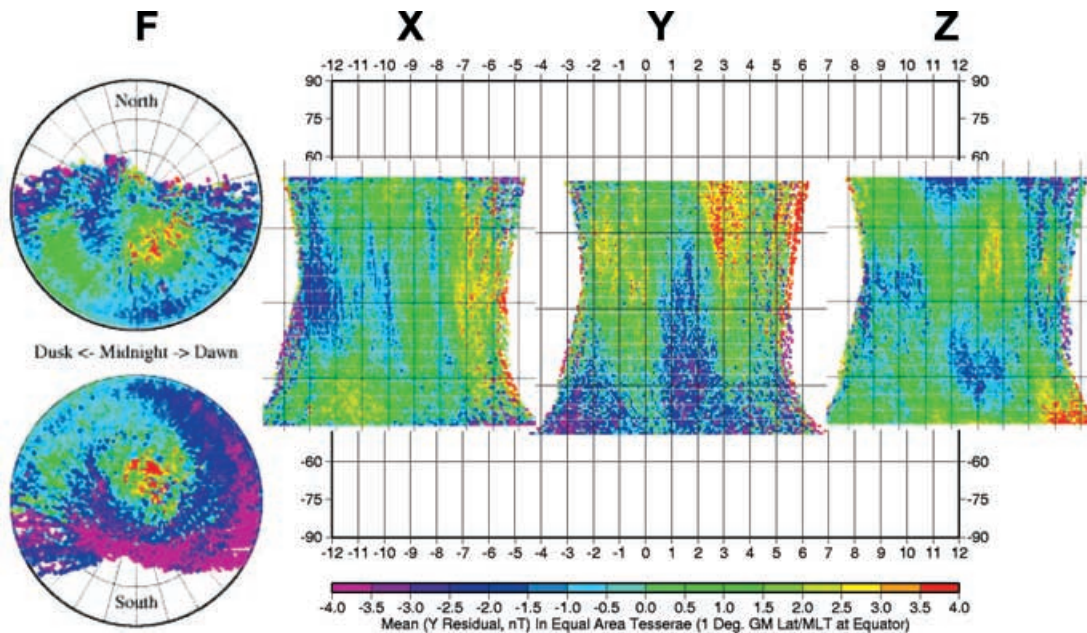 F X Y Z
-12 -11 -10 -9 -8 -7 -6 -5 -4 -3 -2 -1 0 1 2 3 4 5 6 7 8 9 10 11 12
90 90
75 75
60 60
North
Dusk <- Midnight -> Dawn
South
-60 -60
-75 -75
-90 -90
-12 -11 -10 -9 -8 -7 -6 -5 -4 -3 -2 -1 0 1 2 3 4 5 6 7 8 9 10 11 12
-4.0 -3.5 -3.0 -2.5 -2.0 -1.5 -1.0 -0.5 0.0 0.5 1.0 1.5 2.0 2.5 3.0 3.5 4.0
Mean (Y Residual, nT) In Equal Area Tesserae (1 Deg. GM Lat/MLT at Equator)